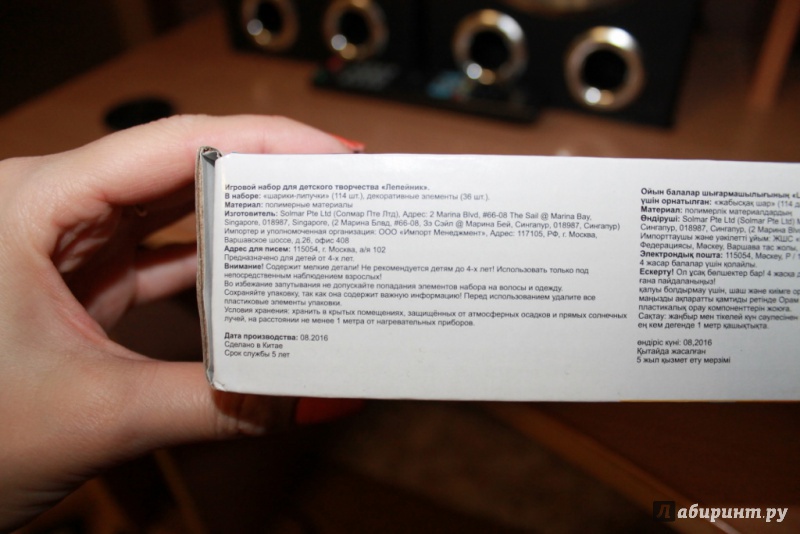 Игровой набор для детского творчества «Лепейник».
В наборе: «шарики-липучки» (114 шт.), декоративные элементы (36 шт.).
Материал: полимерные материалы
Изготовитель: Solmar Pte Ltd (Солмар Пте Лтд), Адрес: 2 Marina Blvd, #66-08 The Sail @ Marina Bay,
Singapore, 018987, Singapore, (2 Марина Блвд, #66-08, Зэ Сэйл @ Марина Бей, Сингапур, 018987, Сингапур)
Импортер и уполномоченная организация: ООО «Импорт Менеджмент», Адрес: 117105, РФ, г. Москва,
Варшавское шоссе, д.26, офис 408
Адрес для писем: 115054, г. Москва, а/я 102
Предназначено для детей от 4-х лет.
Внимание! Содержит мелкие детали! Не рекомендуется детям до 4-х лет! Использовать только под
непосредственным наблюдением взрослых!
Во избежание запутывания не допускайте попадания элементов набора на волосы и одежду.
Сохраняйте упаковку, так как она содержит важную информацию! Перед использованием удалите все
пластиковые элементы упаковки.
Условия хранения: хранить в крытых помещениях, защищённых от атмосферных осадков и прямых солнечных
лучей, на расстоянии не менее 1 метра от нагревательных приборов.
Дата производства: 08.2016
Сделано в Китае
Срок службы 5 лет
Ойын балалар шығармашылығының
үшін орнатылған: «жабысқақ шар» (114
Материал: полимерлік материалдардың
Өндіруші: Solmar Pte Ltd (Solmar Pte Ltd)
Singapore, 018987, (2 Марина Блвд, #66-08,
Импорттаушы және уәкілетті ұйым: ЖШС
Федерациясы, Мәскеу, Варшава тас жолы,
Электрондық пошта: 115054, Мәскеу, Р /
4 жасар балалар үшін қолайлы.
Ескерту! Ол ұсақ бөлшектер бар! 4 жасқа
ғана пайдаланыңыз!
қалуы болдырмау үшін, шаш және киімге
маңызды ақпаратты қамтиды ретінде Орам
пластикалық орау компоненттерін жоюға.
Сақтау: жаңбыр мен тікелей күн сәулесінен
ең кем дегенде 1 метр қашықтықта.
өндіріс күні: 08,2016
Қытайда жасалған
5 жыл қызмет ету мерзімі
Лабиринт.ру